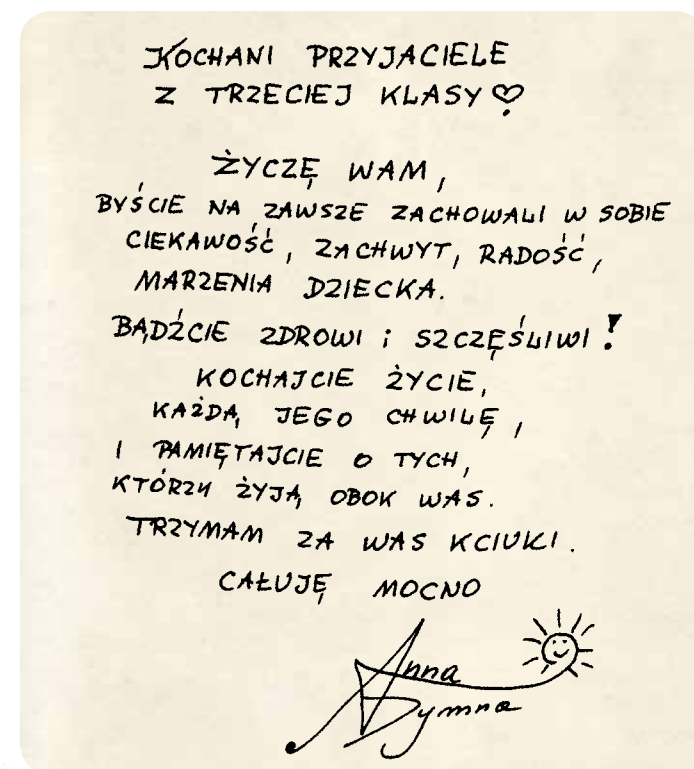 KOCHANI PRZYJACIELE
Z TRZECIEJ KLASY
ŻYCZĘ WAM,
BYŚCIE NA ZAWSZE ZACHOWALI W SOBIE
CIEKAWOŚĆ, ZACHWYT, RADOŚĆ,
MARZENIA DZIECKA.
BĄDŹCIE ZDROWI i SZCZĘŚLIWI!
KOCHAJCIE ŻYCIE,
KAŻDĄ JEGO CHWILĘ,
I PAMIĘTAJCIE O TYCH,
KTÓRZY ŻYJĄ OBOK WAS.
TRZYMAM ZA WAS KCIUKI.
CAŁUJĘ MOCNO
Anna
Dymna